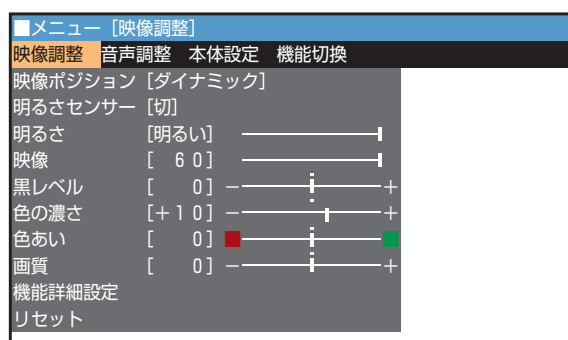 ■メニュー [映像調整]
映像調整 音声調整 本体設定 機能切換
映像ポジション [ダイナミック]
明るさセンサー [切]
明るさ [明るい]
映像 [ 60]
黒レベル [ 0] − +
色の濃さ [+10] − +
色あい [ 0]
画質 [ 0] − +
機能詳細設定
リセット